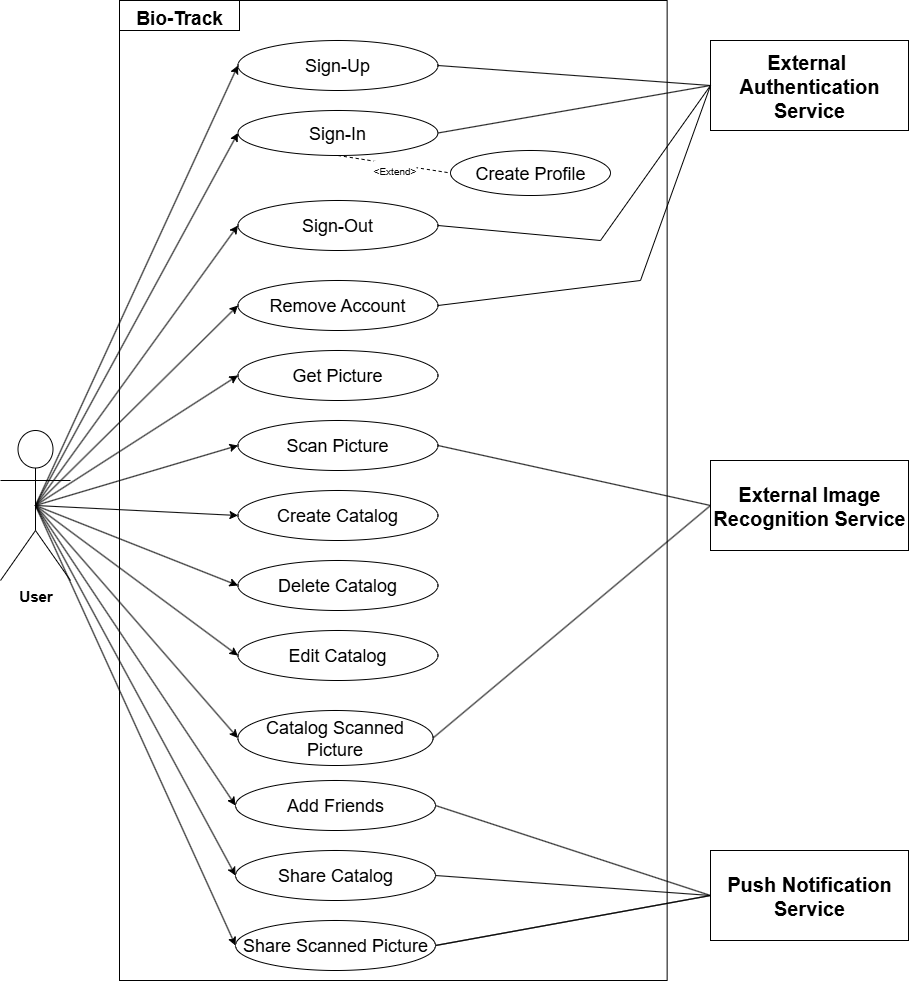 Bio-Track
Sign-Up
External
Authentication
Service
Sign-In
<Extend>
Create Profile
Sign-Out
Remove Account
Get Picture
Scan Picture
External Image
Recognition Service
Create Catalog
Delete Catalog
User
Edit Catalog
Catalog Scanned
Picture
Add Friends
Share Catalog
Push Notification
Service
Share Scanned Picture